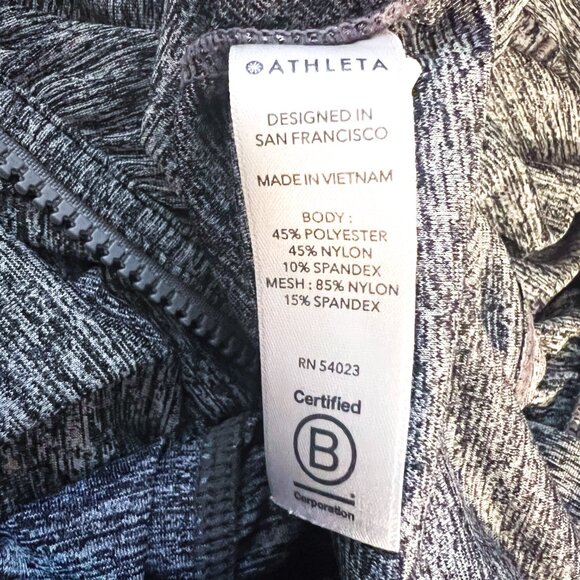 ATHLETA
DESIGNED IN
SAN FRANCISCO
MADE IN VIETNAM
BODY :
45% POLYESTER
45% NYLON
10% SPANDEX
MESH : 85% NYLON
15% SPANDEX
RN 54023
Certified
B
Corporation